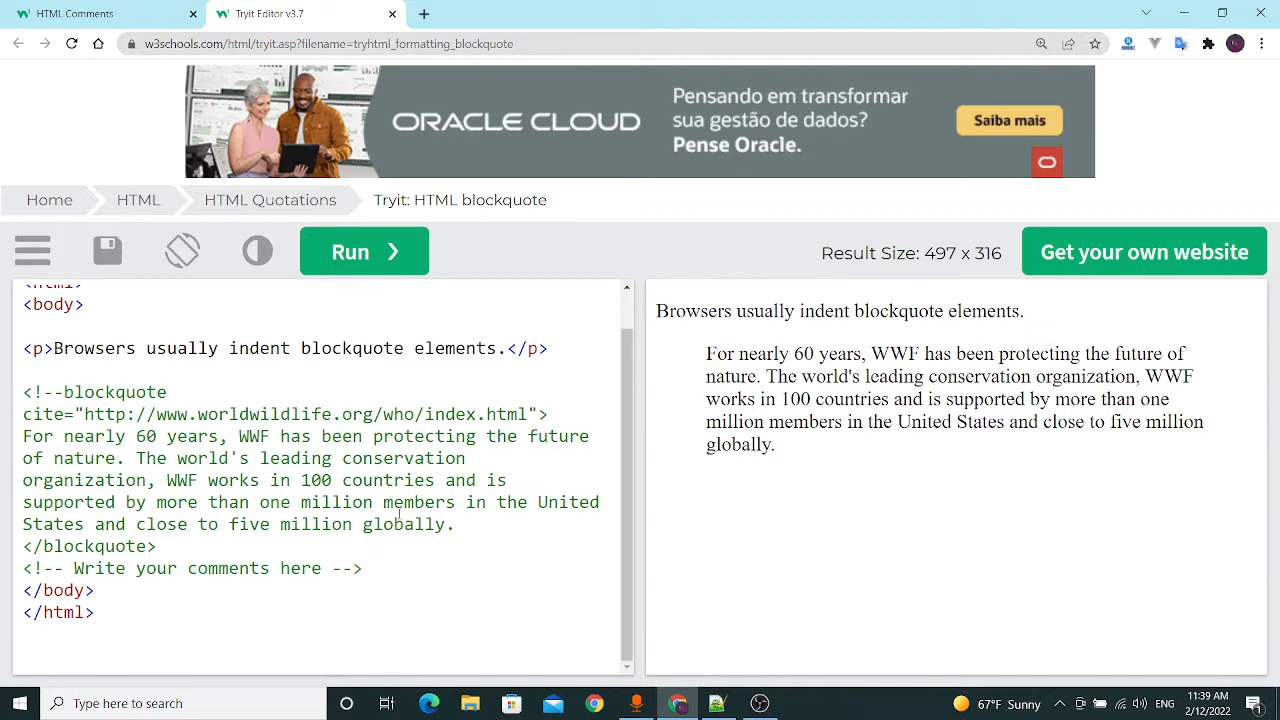 HTML Comments
Tryit Editor v3.7
w3schools.com/html/tryit.asp?filename=tryhtml_formatting_blockquote
ORACLE CLOUD
Pensando em transformar
sua gestão de dados?
Pense Oracle.
Saiba mais
Home
HTML
HTML Quotations
Tryit: HTML blockquote
Run ❯
Result Size: 497 x 316
Get your own website
<html>
<body>
<p>Browsers usually indent blockquote elements.</p>
<!--blockquote
cite="http://www.worldwildlife.org/who/index.html">
For nearly 60 years, WWF has been protecting the future
of nature. The world's leading conservation
organization, WWF works in 100 countries and is
supported by more than one million members in the United
States and close to five million globally.
</blockquote>
<!-- Write your comments here -->
</body>
</html>
Browsers usually indent blockquote elements.
For nearly 60 years, WWF has been protecting the future of
nature. The world's leading conservation organization, WWF
works in 100 countries and is supported by more than one
million members in the United States and close to five million
globally.
Type here to search
67°F Sunny
ENG
11:39 AM
2/12/2022